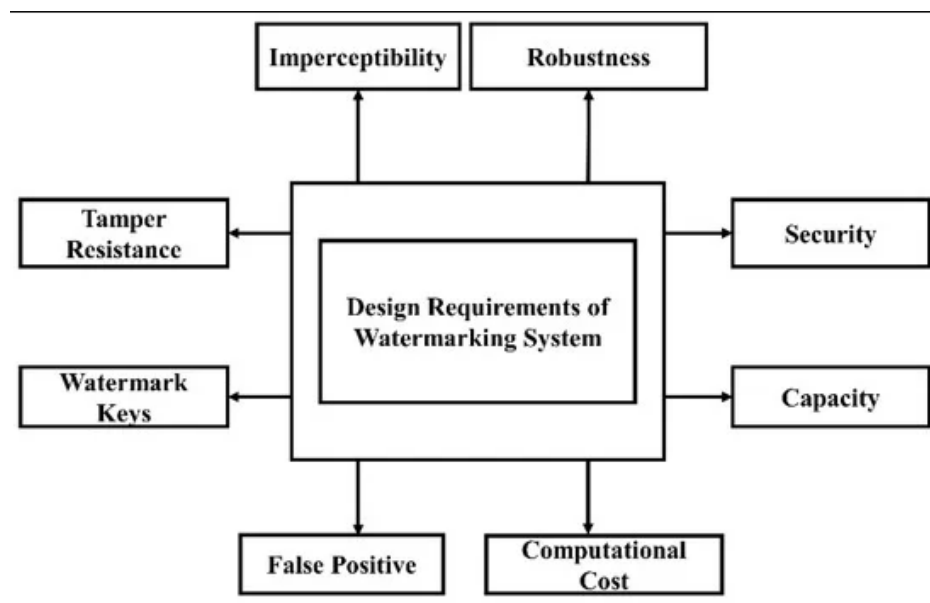 Imperceptibility
Robustness
Tamper
Resistance
Security
Design Requirements of
Watermarking System
Watermark
Keys
Capacity
False Positive
Computational
Cost